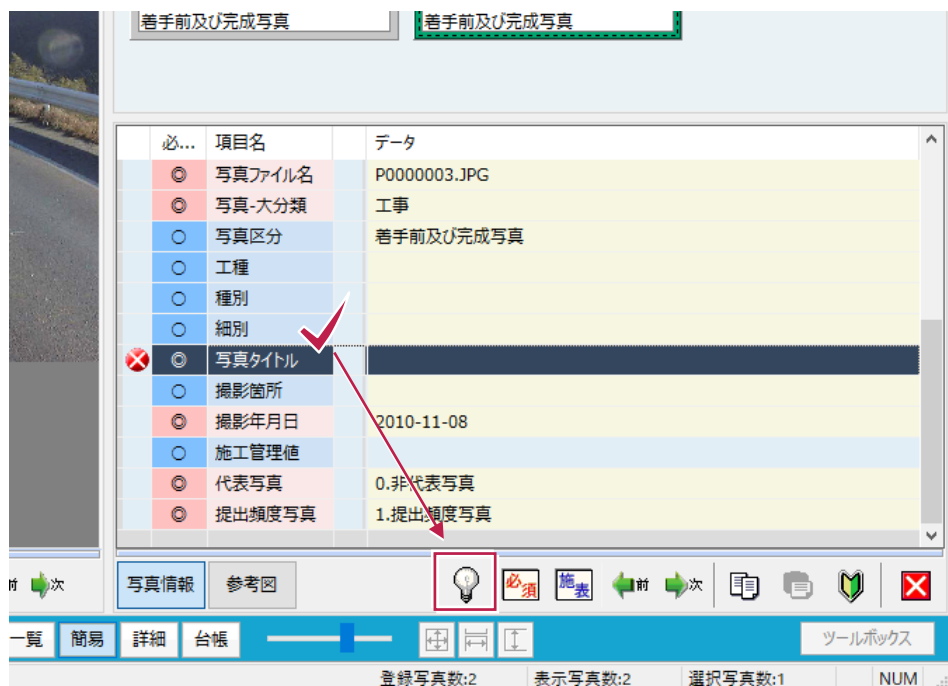 着手前及び完成写真
着手前及び完成写真
必... 項目名 データ
◎ 写真ファイル名 P0000003.JPG
◎ 写真-大分類 工事
○ 写真区分 着手前及び完成写真
○ 工種
○ 種別
○ 細別
◎ 写真タイトル
○ 撮影箇所
◎ 撮影年月日 2010-11-08
○ 施工管理値
◎ 代表写真 0.非代表写真
◎ 提出頻度写真 1.提出頻度写真
前 次 写真情報 参考図 必須 施表 前 次
一覧 簡易 詳細 台帳 ツールボックス
登録写真数:2 表示写真数:2 選択写真数:1 NUM